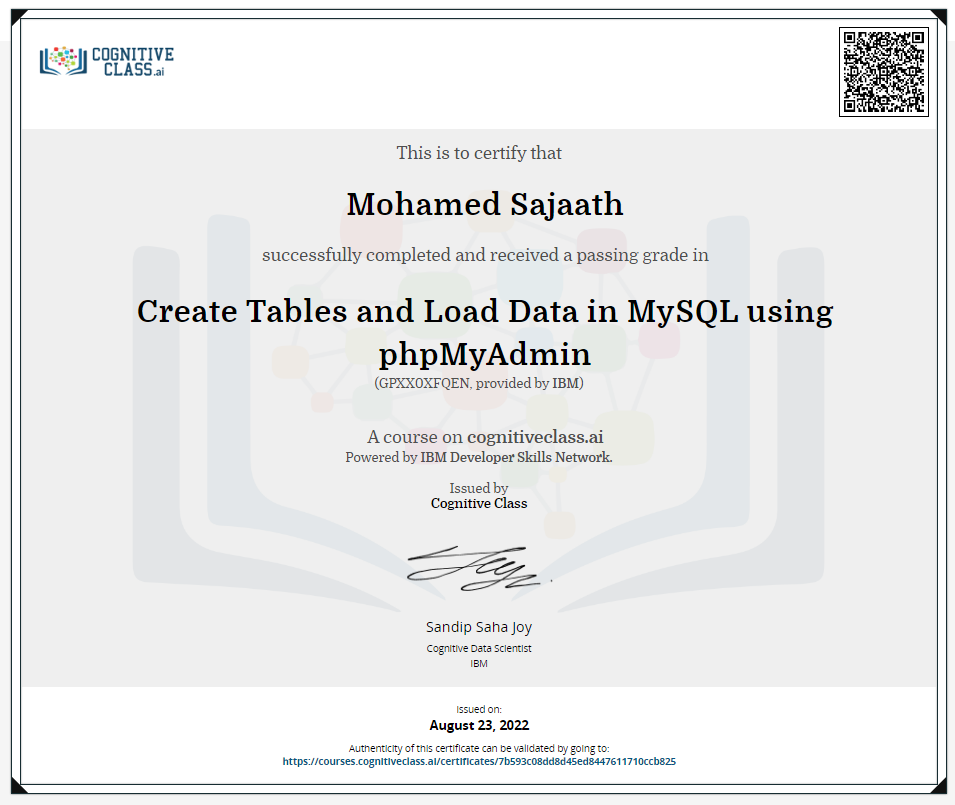 COGNITIVE
CLASS.ai
This is to certify that
Mohamed Sajaath
successfully completed and received a passing grade in
Create Tables and Load Data in MySQL using
phpMyAdmin
(GPXX0XFQEN, provided by IBM)
A course on cognitiveclass.ai
Powered by IBM Developer Skills Network.
Issued by
Cognitive Class
Sandip Saha Joy
Cognitive Data Scientist
IBM
Issued on:
August 23, 2022
Authenticity of this certificate can be validated by going to:
https://courses.cognitiveclass.ai/certificates/7b593c08dd8d45ed8447611710ccb825